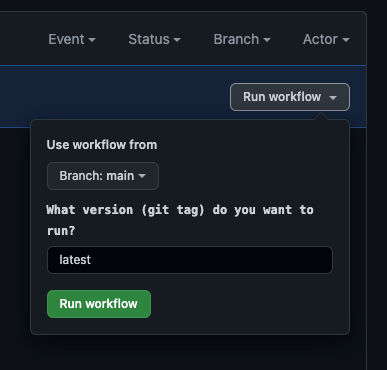 Event Status Branch Actor
Run workflow
Use workflow from
Branch: main
What version (git tag) do you want to
run?
latest
Run workflow